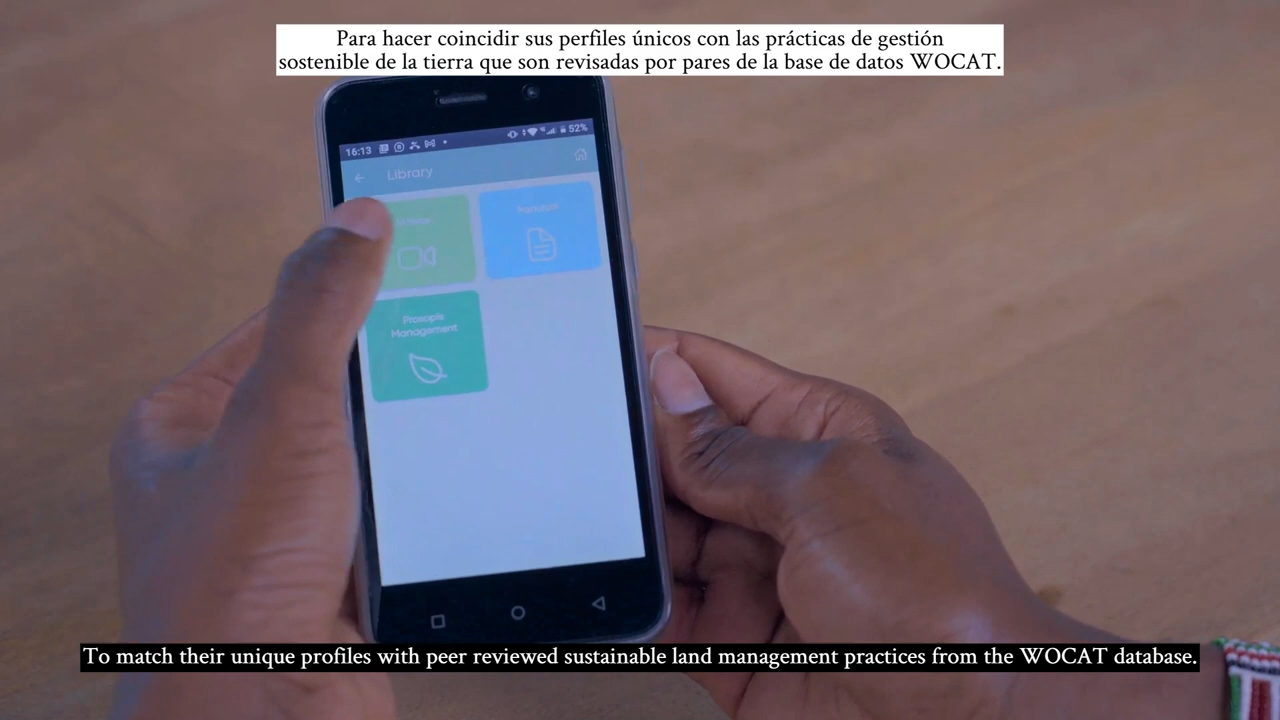 Para hacer coincidir sus perfiles únicos con las prácticas de gestión
sostenible de la tierra que son revisadas por pares de la base de datos WOCAT.
16:13
52%
Library
Prosopis
Management
To match their unique profiles with peer reviewed sustainable land management practices from the WOCAT database.